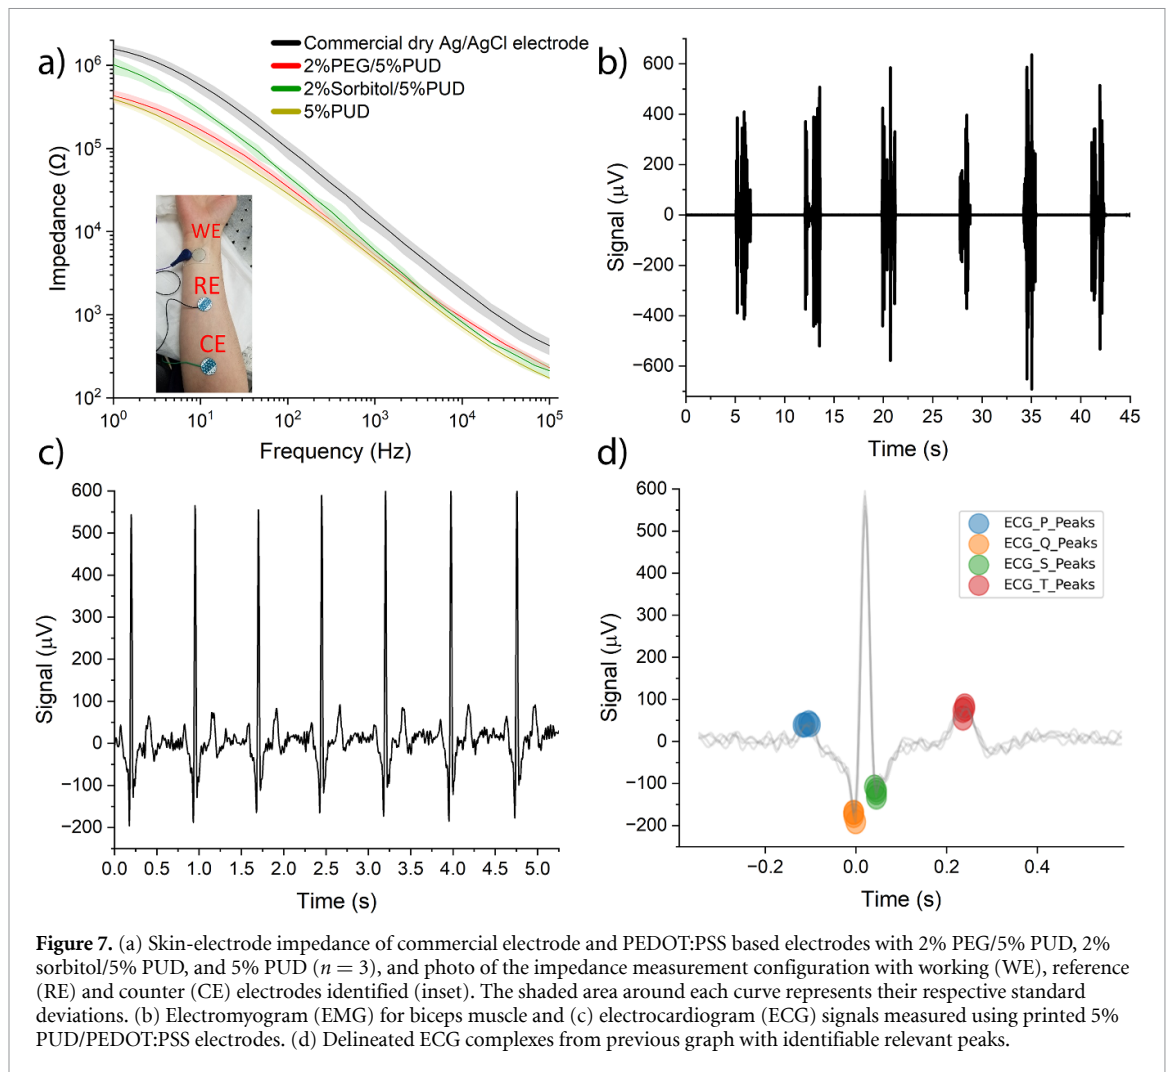 a)
Commercial dry Ag/AgCl electrode
2%PEG/5%PUD
2%Sorbitol/5%PUD
5%PUD
Impedance (Ω)
10⁶
10⁵
10⁴
10³
10²
WE
RE
CE
10⁰ 10¹ 10² 10³ 10⁴ 10⁵
Frequency (Hz)
b)
Signal (µV)
600
400
200
0
−200
−400
−600
0 5 10 15 20 25 30 35 40 45
Time (s)
c)
Signal (µV)
600
500
400
300
200
100
0
−100
−200
0.0 0.5 1.0 1.5 2.0 2.5 3.0 3.5 4.0 4.5 5.0
Time (s)
d)
Signal (µV)
600
500
400
300
200
100
0
−100
−200
ECG_P_Peaks
ECG_Q_Peaks
ECG_S_Peaks
ECG_T_Peaks
−0.2 0.0 0.2 0.4
Time (s)
Figure 7. (a) Skin-electrode impedance of commercial electrode and PEDOT:PSS based electrodes with 2% PEG/5% PUD, 2%
sorbitol/5% PUD, and 5% PUD (n = 3), and photo of the impedance measurement configuration with working (WE), reference
(RE) and counter (CE) electrodes identified (inset). The shaded area around each curve represents their respective standard
deviations. (b) Electromyogram (EMG) for biceps muscle and (c) electrocardiogram (ECG) signals measured using printed 5%
PUD/PEDOT:PSS electrodes. (d) Delineated ECG complexes from previous graph with identifiable relevant peaks.